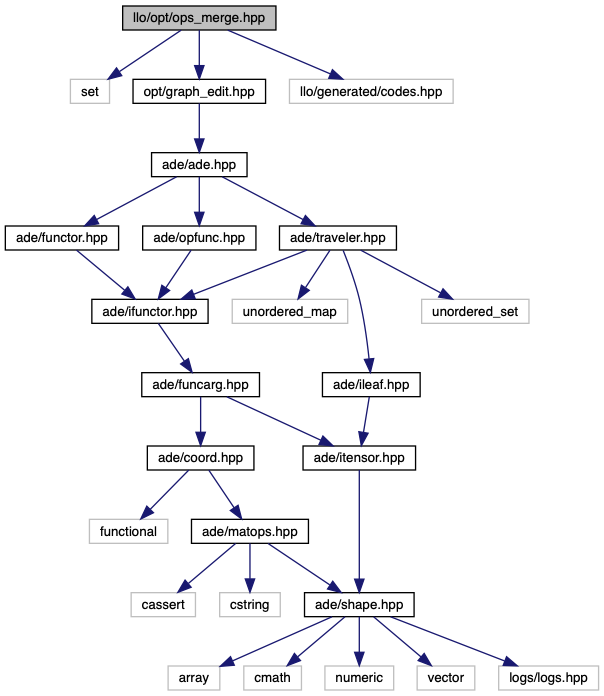 llo/opt/ops_merge.hpp
set
opt/graph_edit.hpp
llo/generated/codes.hpp
ade/ade.hpp
ade/functor.hpp
ade/opfunc.hpp
ade/traveler.hpp
ade/ifunctor.hpp
unordered_map
unordered_set
ade/funcarg.hpp
ade/ileaf.hpp
ade/coord.hpp
ade/itensor.hpp
functional
ade/matops.hpp
cassert
cstring
ade/shape.hpp
array
cmath
numeric
vector
logs/logs.hpp